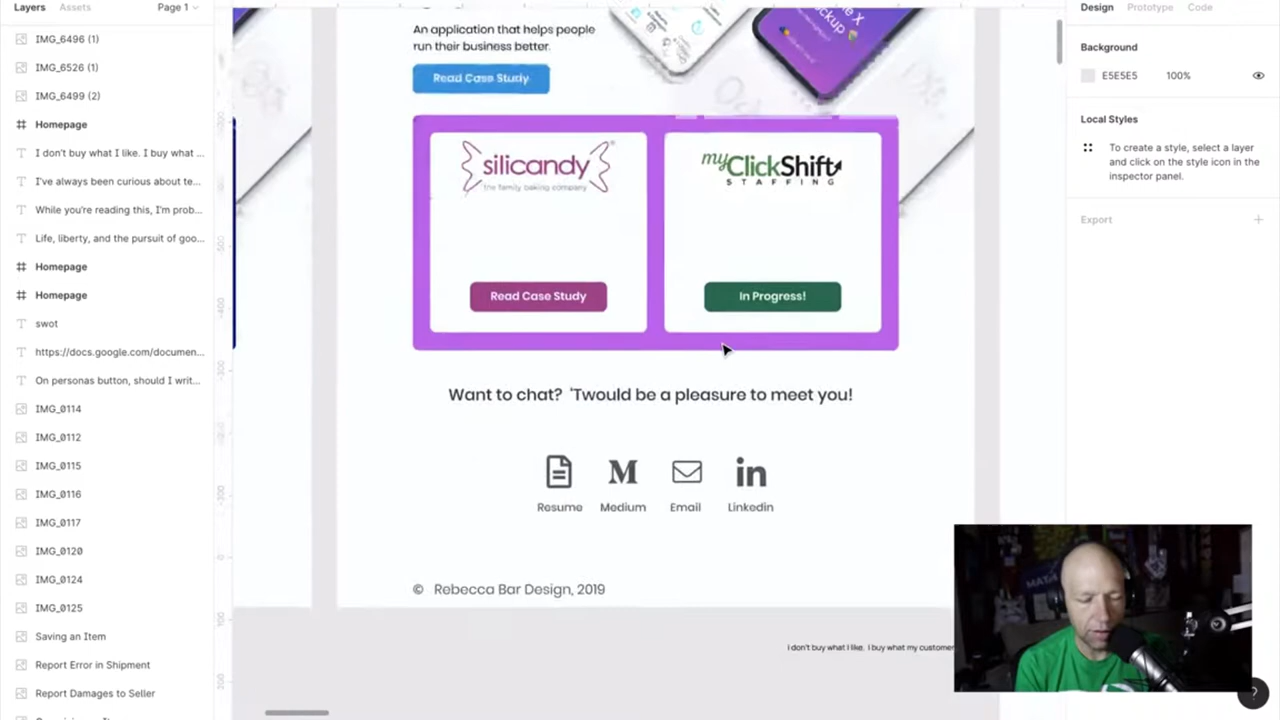 Layers
Assets
Page 1
IMG_6496 (1)
IMG_6526 (1)
IMG_6499 (2)
Homepage
I don't buy what I like. I buy what ...
I've always been curious about te...
While you're reading this, I'm prob...
Life, liberty, and the pursuit of goo...
Homepage
Homepage
swot
https://docs.google.com/documen...
On personas button, should I writ...
IMG_0114
IMG_0112
IMG_0115
IMG_0116
IMG_0117
IMG_0120
IMG_0124
IMG_0125
Saving an Item
Report Error in Shipment
Report Damages to Seller
An application that helps people
run their business better.
Read Case Study
silicandy®
the family baking company
Read Case Study
myClickShift
STAFFING
In Progress!
Want to chat? 'Twould be a pleasure to meet you!
Resume
Medium
Email
in
Linkedin
© Rebecca Bar Design, 2019
I don't buy what I like. I buy what my customer
Design
Prototype
Code
Background
E5E5E5
100%
Local Styles
To create a style, select a layer
and click on the style icon in the
inspector panel.
Export
?